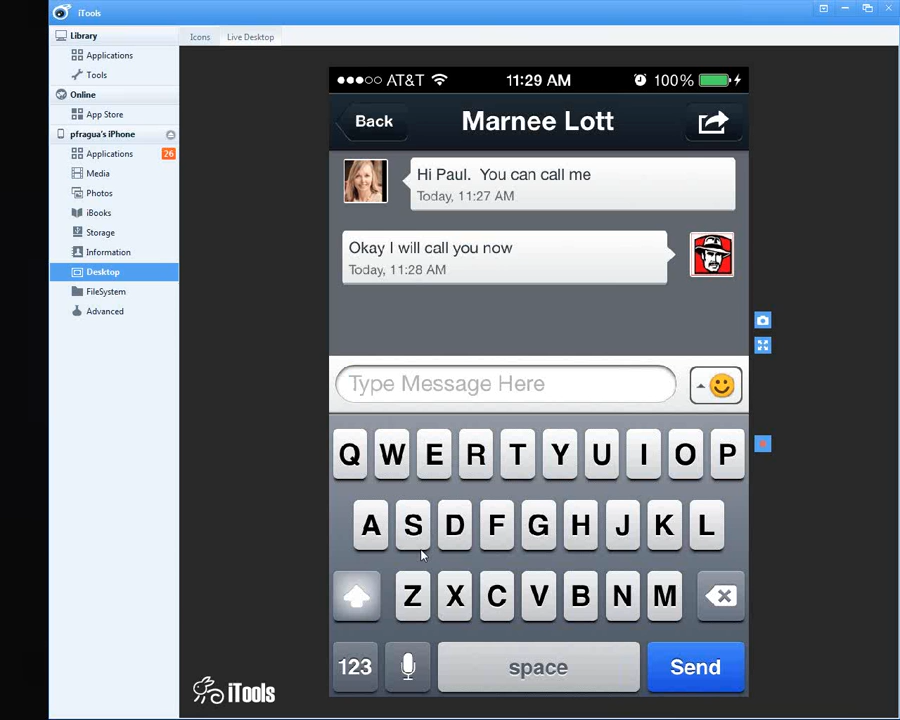 iTools
Library
Applications
Tools
Online
App Store
pfragua's iPhone
Applications 26
Media
Photos
iBooks
Storage
Information
Desktop
FileSystem
Advanced
Icons Live Desktop
AT&T 11:29 AM 100%
Back Marnee Lott
Hi Paul. You can call me
Today, 11:27 AM
Okay I will call you now
Today, 11:28 AM
Type Message Here
Q W E R T Y U I O P
A S D F G H J K L
Z X C V B N M
123 space Send
iTools